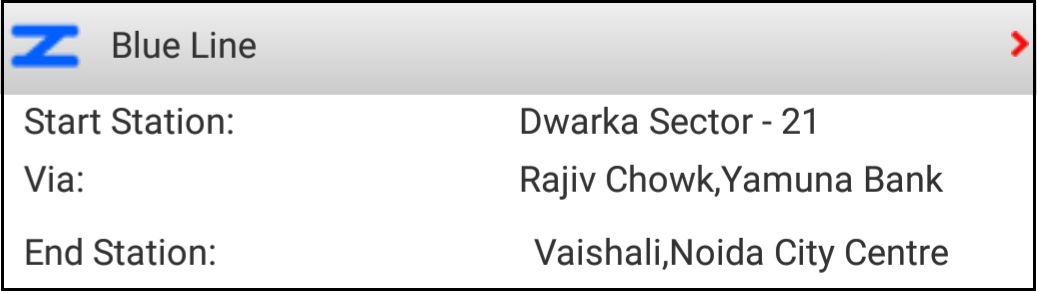 Blue Line
Start Station: Dwarka Sector - 21
Via: Rajiv Chowk,Yamuna Bank
End Station: Vaishali,Noida City Centre